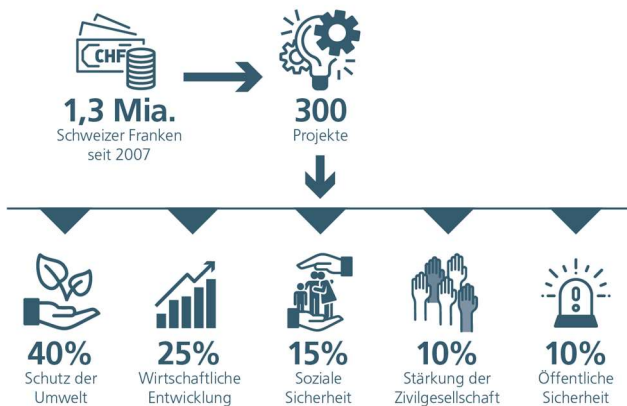 CHF
1,3 Mia.
Schweizer Franken
seit 2007
300
Projekte
40%
Schutz der
Umwelt
25%
Wirtschaftliche
Entwicklung
15%
Soziale
Sicherheit
10%
Stärkung der
Zivilgesellschaft
10%
Öffentliche
Sicherheit